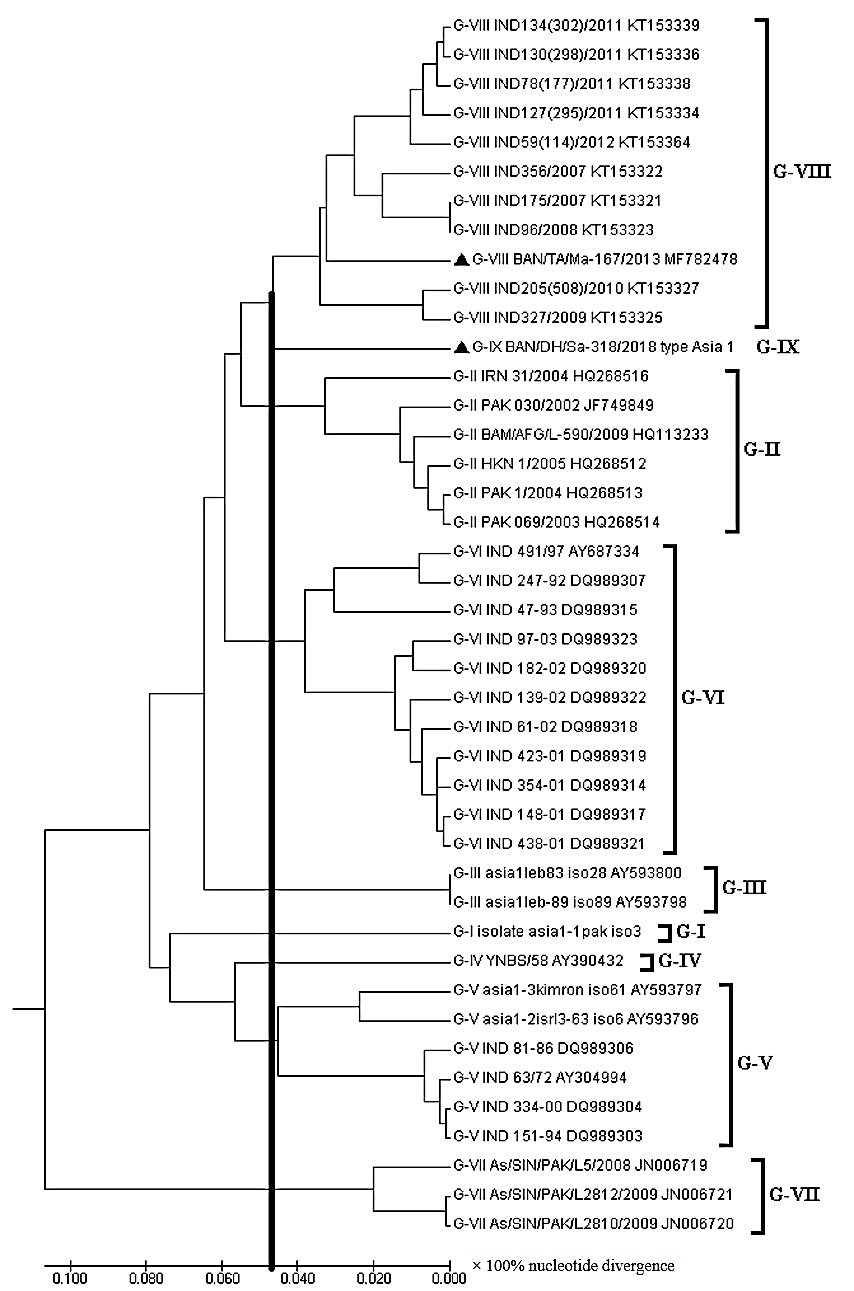 G-VIII IND134(302)/2011 KT153339
G-VIII IND130(298)/2011 KT153336
G-VIII IND78(177)/2011 KT153338
G-VIII IND127(295)/2011 KT153334
G-VIII IND59(114)/2012 KT153364
G-VIII IND356/2007 KT153322
G-VIII
G-VIII IND175/2007 KT153321
G-VIII IND96/2008 KT153323
G-VIII BAN/TA/Ma-167/2013 MF782478
G-VIII IND205(508)/2010 KT153327
G-VIII IND327/2009 KT153325
G-IX BAN/DH/Sa-318/2018 type Asia 1 G-IX
G-II IRN 31/2004 HQ268516
G-II PAK 030/2002 JF749849
G-II BAM/AFG/L-590/2009 HQ113233
G-II
G-II HKN 1/2005 HQ268512
G-II PAK 1/2004 HQ268513
G-II PAK 069/2003 HQ268514
G-VI IND 491/97 AY687334
G-VI IND 247-92 DQ989307
G-VI IND 47-93 DQ989315
G-VI IND 97-03 DQ989323
G-VI IND 182-02 DQ989320
G-VI IND 139-02 DQ989322
G-VI
G-VI IND 61-02 DQ989318
G-VI IND 423-01 DQ989319
G-VI IND 354-01 DQ989314
G-VI IND 148-01 DQ989317
G-VI IND 438-01 DQ989321
G-III asia1leb83 iso28 AY593800
G-III
G-III asia1leb-89 iso89 AY593798
G-I isolate asia1-1pak iso3 G-I
G-IV YNBS/58 AY390432 G-IV
G-V asia1-3kimron iso61 AY593797
G-V asia1-2isrl3-63 iso6 AY593796
G-V IND 81-86 DQ989306
G-V
G-V IND 63/72 AY304994
G-V IND 334-00 DQ989304
G-V IND 151-94 DQ989303
G-VII As/SIN/PAK/L5/2008 JN006719
G-VII As/SIN/PAK/L2812/2009 JN006721
G-VII
G-VII As/SIN/PAK/L2810/2009 JN006720
× 100% nucleotide divergence
0.100 0.080 0.060 0.040 0.020 0.000